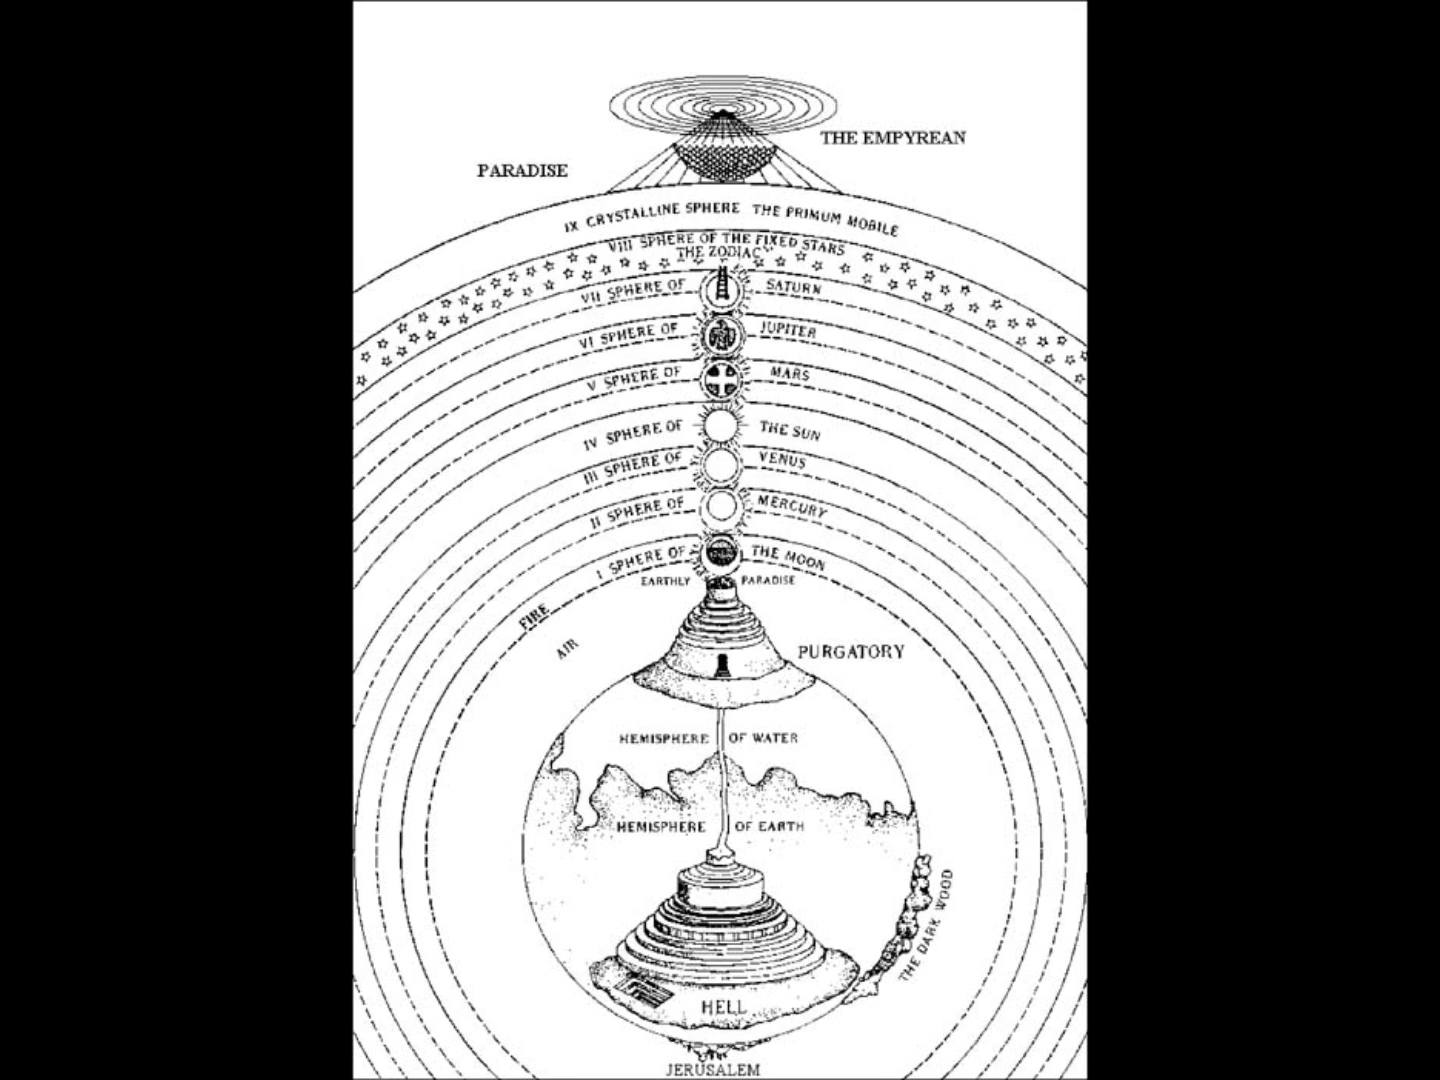 THE EMPYREAN
PARADISE
IX CRYSTALLINE SPHERE THE PRIMUM MOBILE
VIII SPHERE OF THE FIXED STARS
THE ZODIAC
VII SPHERE OF SATURN
VI SPHERE OF JUPITER
V SPHERE OF MARS
IV SPHERE OF THE SUN
III SPHERE OF VENUS
II SPHERE OF MERCURY
I SPHERE OF THE MOON
EARTHLY PARADISE
FIRE
AIR
PURGATORY
HEMISPHERE OF WATER
HEMISPHERE OF EARTH
THE DARK WOOD
HELL
JERUSALEM